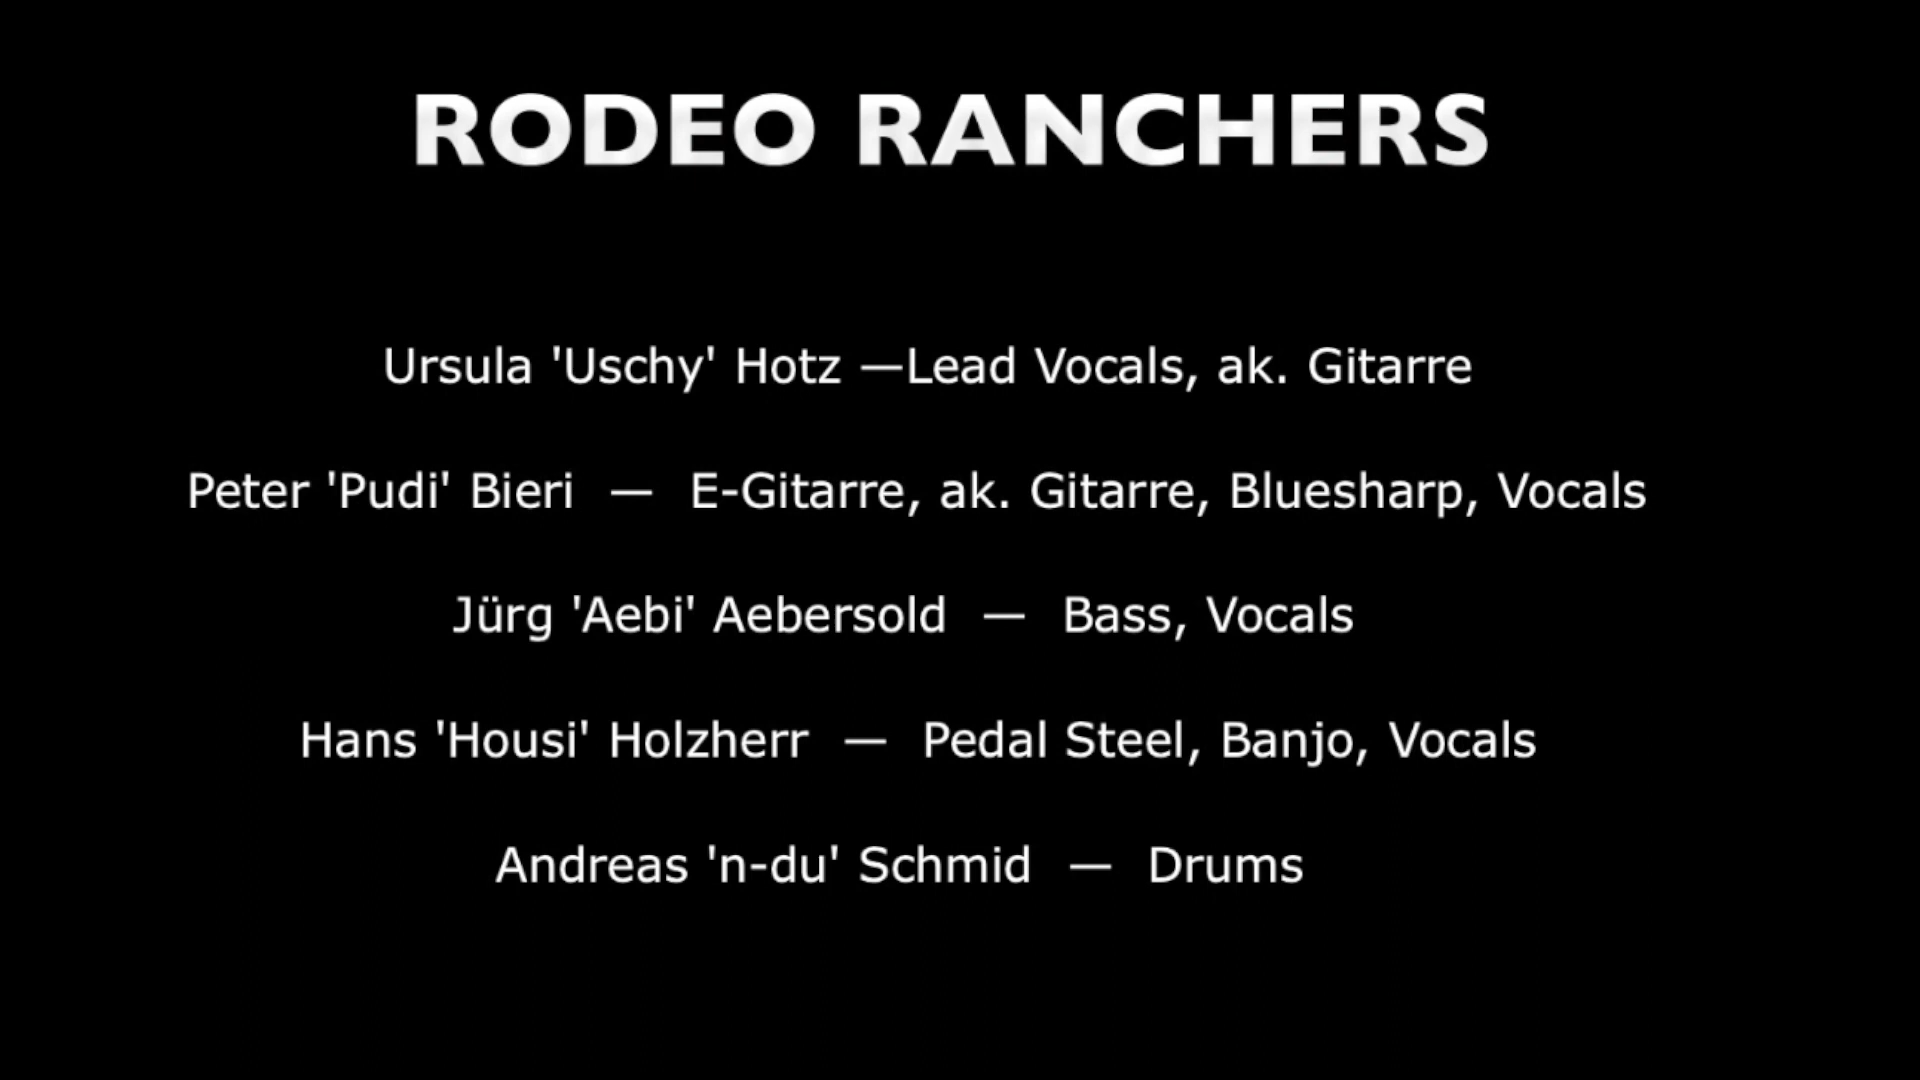 RODEO RANCHERS
Ursula 'Uschy' Hotz —Lead Vocals, ak. Gitarre
Peter 'Pudi' Bieri — E-Gitarre, ak. Gitarre, Bluesharp, Vocals
Jürg 'Aebi' Aebersold — Bass, Vocals
Hans 'Housi' Holzherr — Pedal Steel, Banjo, Vocals
Andreas 'n-du' Schmid — Drums